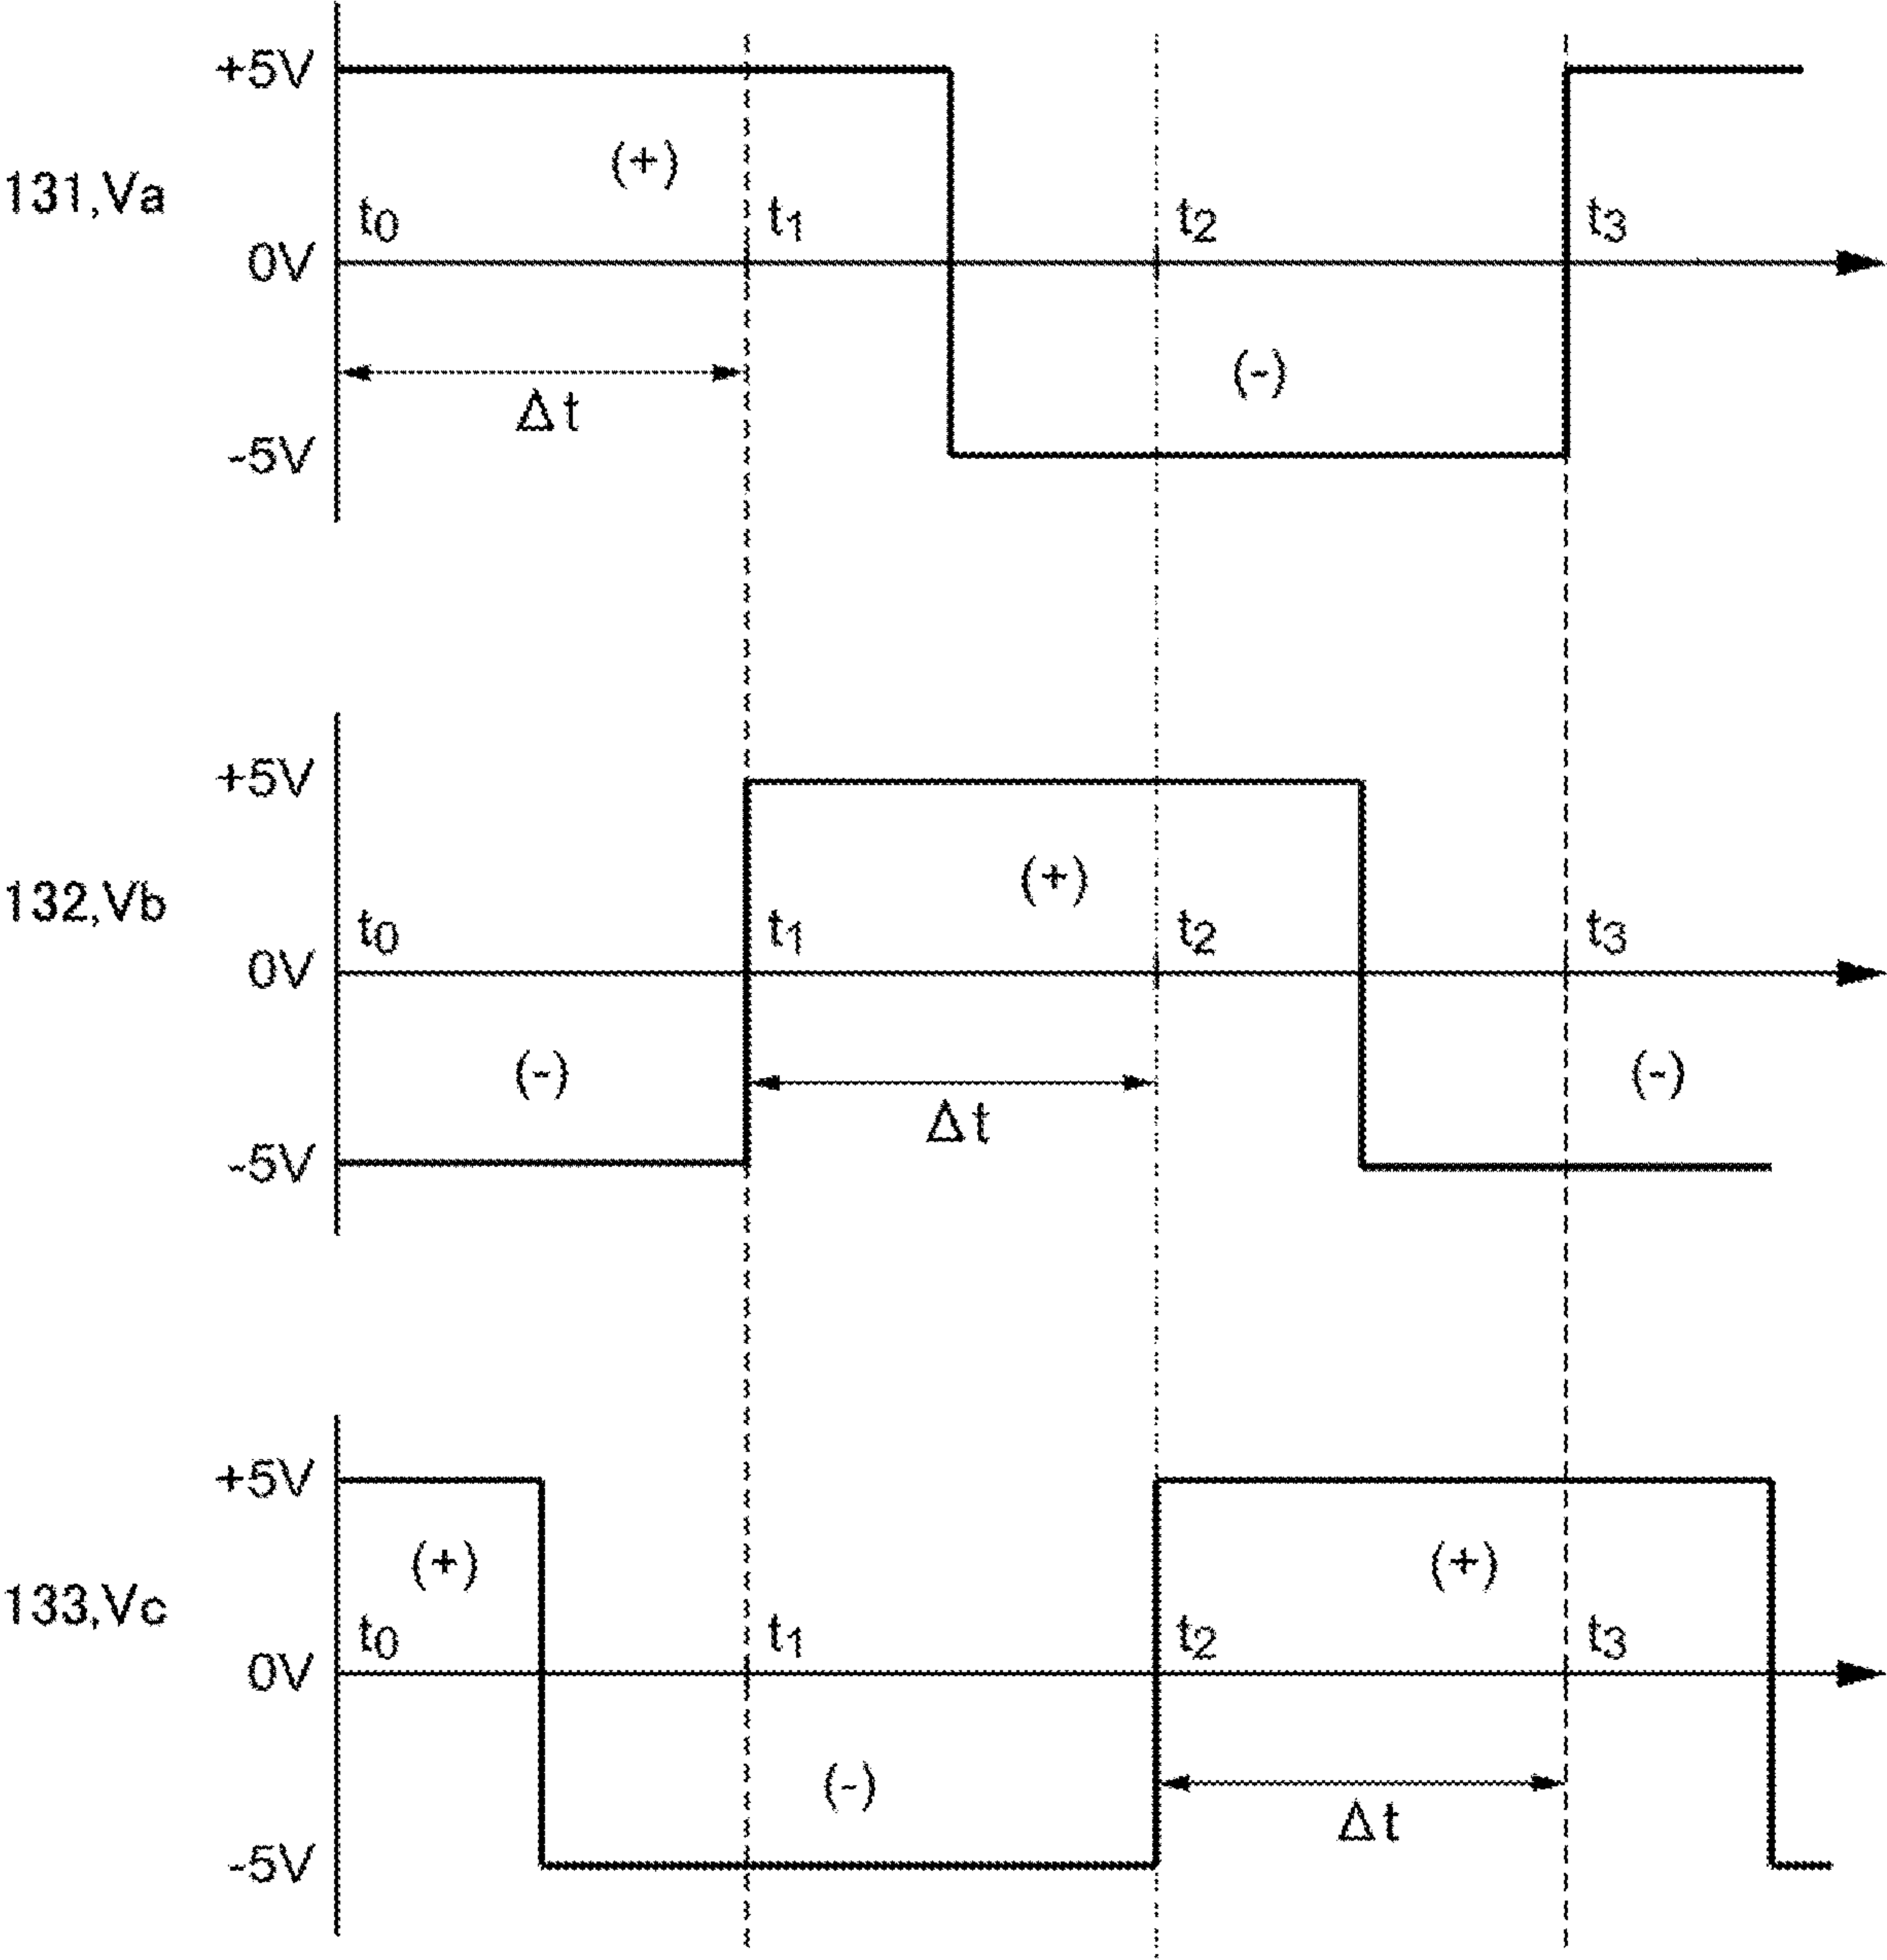 +5V
(+)
131,Va
t0 t1 t2 t3
0V
(-)
Δt
-5V
+5V
(+)
132,Vb
t0 t1 t2 t3
0V
(-) (-)
Δt
-5V
+5V
(+) (+)
133,Vc
t0 t1 t2 t3
0V
(-)
Δt
-5V